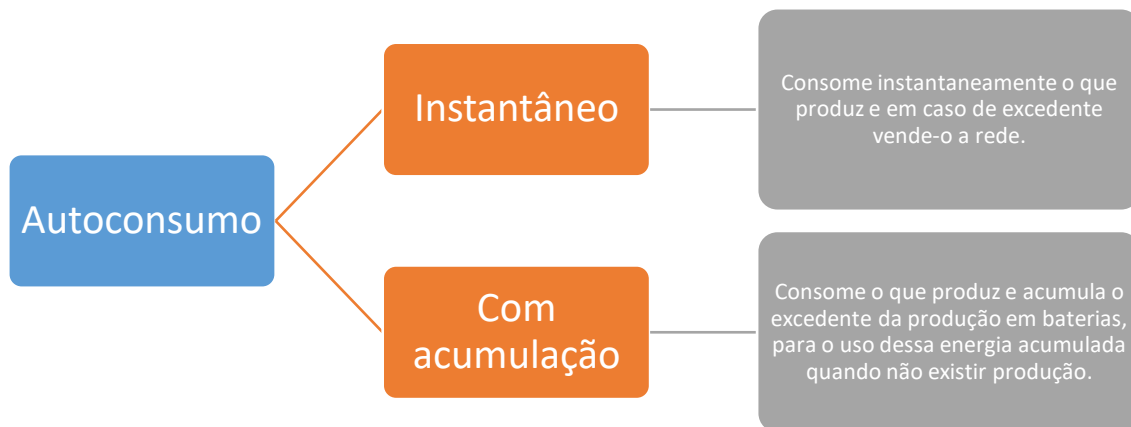 Autoconsumo
Instantâneo
Consome instantaneamente o que
produz e em caso de excedente
vende-o a rede.
Com
acumulação
Consome o que produz e acumula o
excedente da produção em baterias,
para o uso dessa energia acumulada
quando não existir produção.